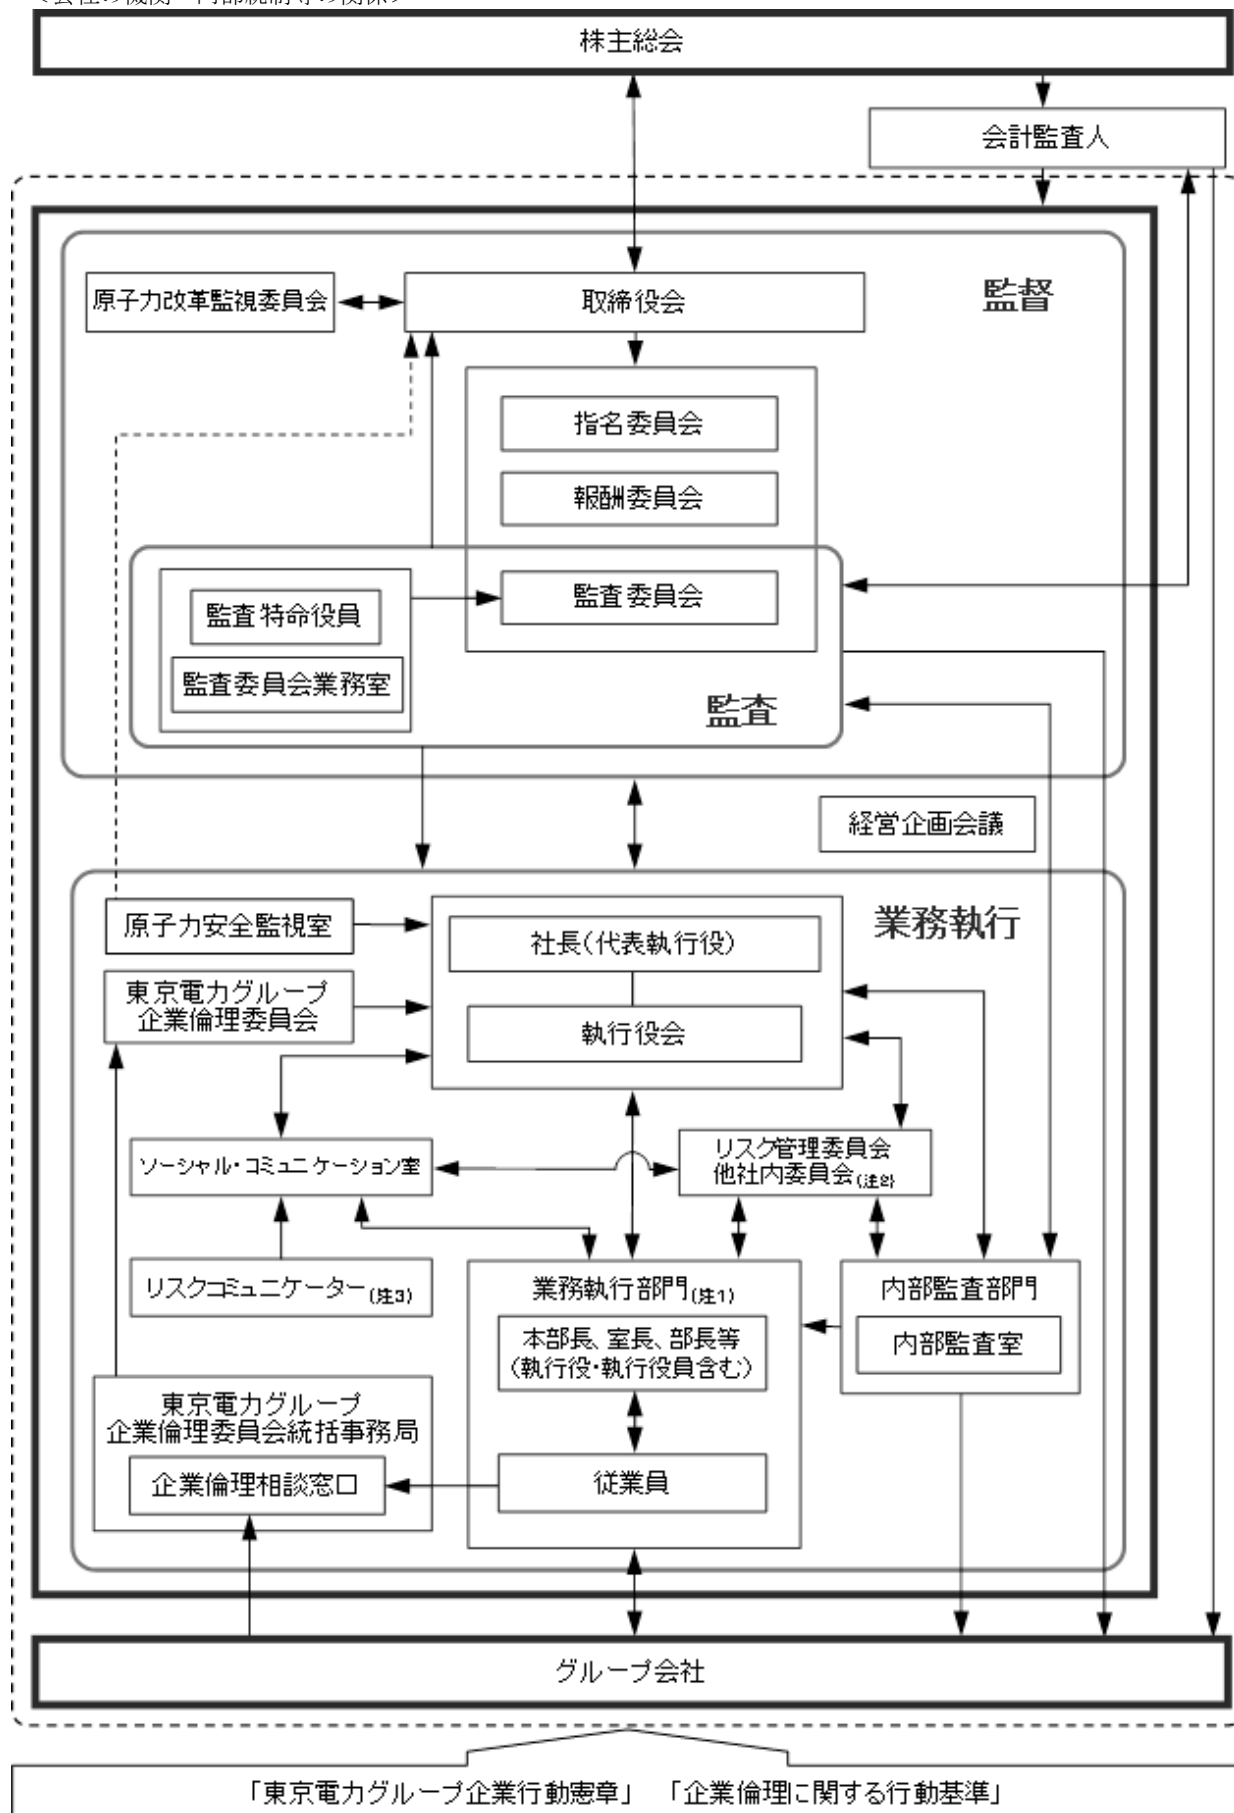 株主総会
会計監査人
監督
原子力改革監視委員会
取締役会
指名委員会
報酬委員会
監査委員会
監査特命役員
監査委員会業務室
監査
経営企画会議
業務執行
原子力安全監視室
社長(代表執行役)
東京電力グループ
企業倫理委員会
執行役会
リスク管理委員会
他社内委員会(注2)
ソーシャル・コミュニケーション室
リスクコミュニケーター(注3)
業務執行部門(注1)
本部長、室長、部長等
(執行役・執行役員含む)
従業員
内部監査部門
内部監査室
東京電力グループ
企業倫理委員会統括事務局
企業倫理相談窓口
グループ会社
「東京電力グループ企業行動憲章」 「企業倫理に関する行動基準」